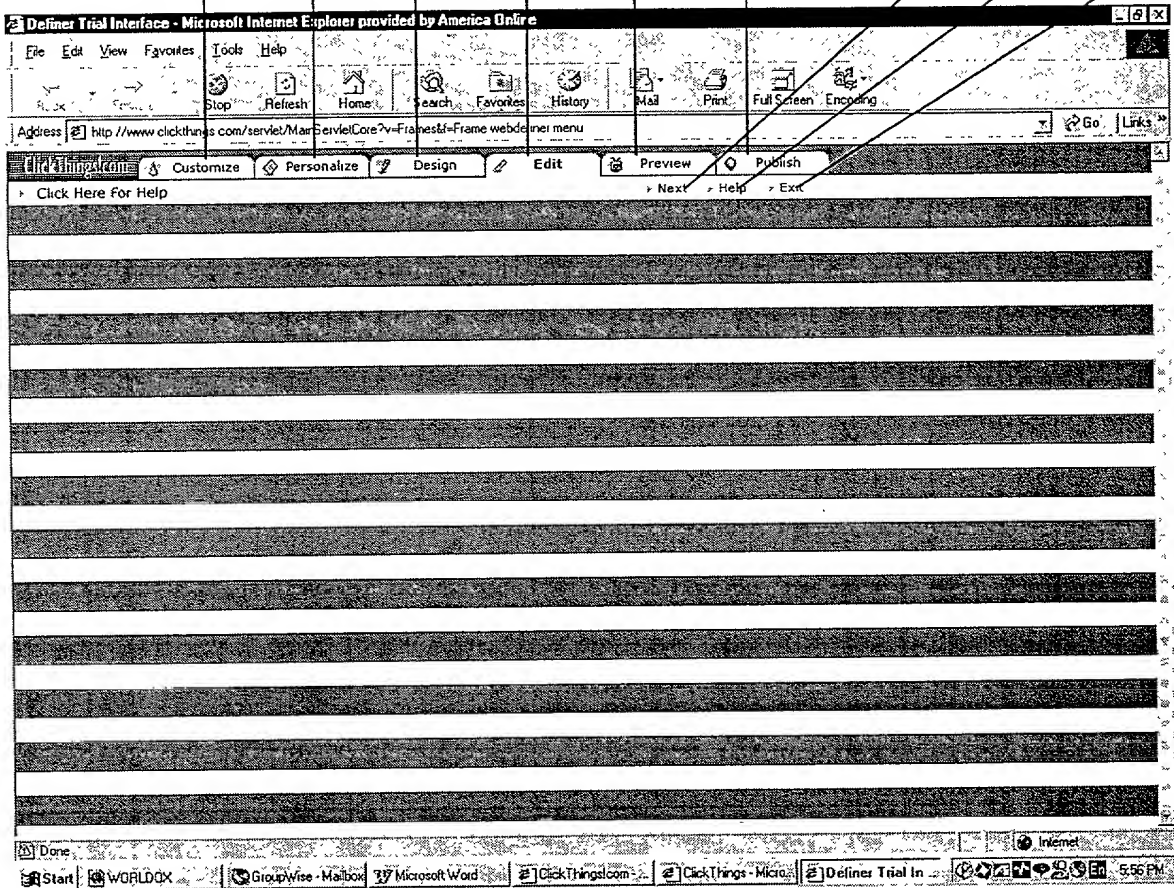 Definer Trial Interface - Microsoft Internet Explorer provided by America Online
File Edit View Favorites Tools Help
Stop Refresh Home Search Favorites History Mail Print Full Screen Encoding
Address http://www.clickthings com/servlet/MainServletCore?v=Frames&f=Frame webdefiner menu Go Links »
ClickThings.com Customize Personalize Design Edit Preview Publish
Click Here For Help Next Help Exit
Done Internet
Start WORLDOX GroupWise - Mailbox Microsoft Word ClickThings!com - ClickThings - Micro... Definer Trial In ... 5:56 PM